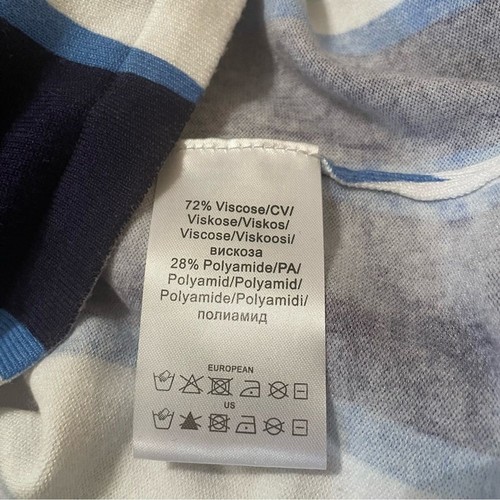 72% Viscose/CV/
Viskose/Viskos/
Viscose/Viskoosi/
вискоза
28% Polyamide/PA/
Polyamid/Polyamid/
Polyamide/Polyamidi/
полиамид
EUROPEAN
US